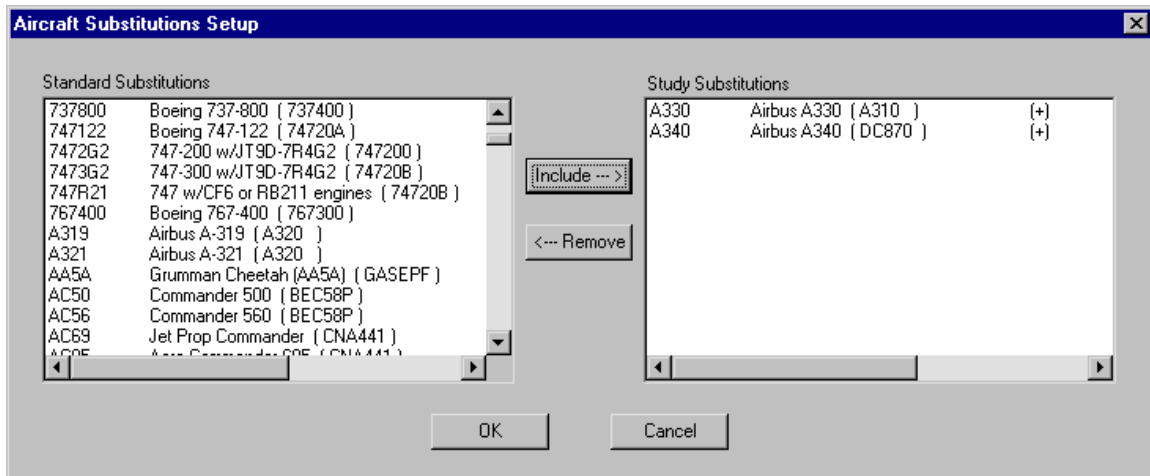 Aircraft Substitutions Setup
Standard Substitutions
737800 Boeing 737-800 ( 737400 )
747122 Boeing 747-122 ( 74720A )
7472G2 747-200 w/JT9D-7R4G2 ( 747200 )
7473G2 747-300 w/JT9D-7R4G2 ( 74720B )
747R21 747 w/CF6 or RB211 engines ( 74720B )
767400 Boeing 767-400 ( 767300 )
A319 Airbus A-319 ( A320 )
A321 Airbus A-321 ( A320 )
AA5A Grumman Cheetah (AA5A) ( GASEPF )
AC50 Commander 500 ( BEC58P )
AC56 Commander 560 ( BEC58P )
AC69 Jet Prop Commander ( CNA441 )
Include --- >
<--- Remove
Study Substitutions
A330 Airbus A330 ( A310 ) (+)
A340 Airbus A340 ( DC870 ) (+)
OK
Cancel